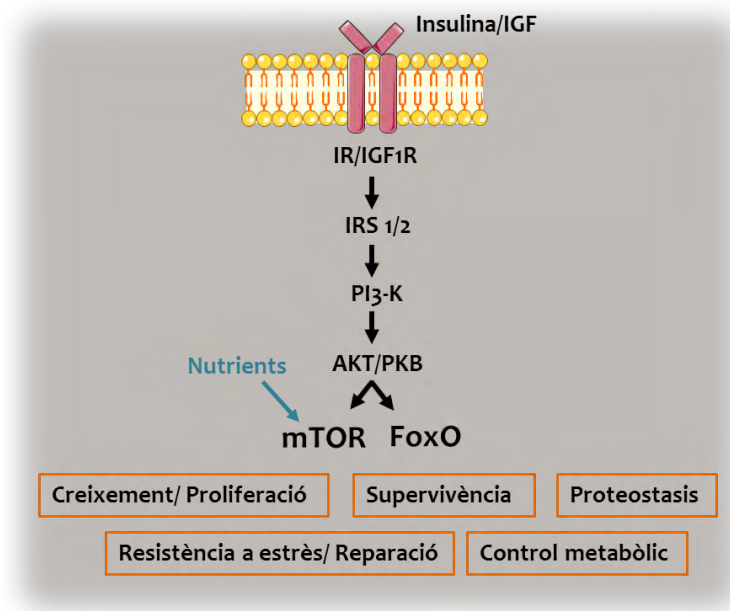 Insulina/IGF
IR/IGF1R
IRS 1/2
PI3-K
AKT/PKB
Nutrients
mTOR FoxO
Creixement/ Proliferació
Supervivència
Proteostasis
Resistència a estrès/ Reparació
Control metabòlic